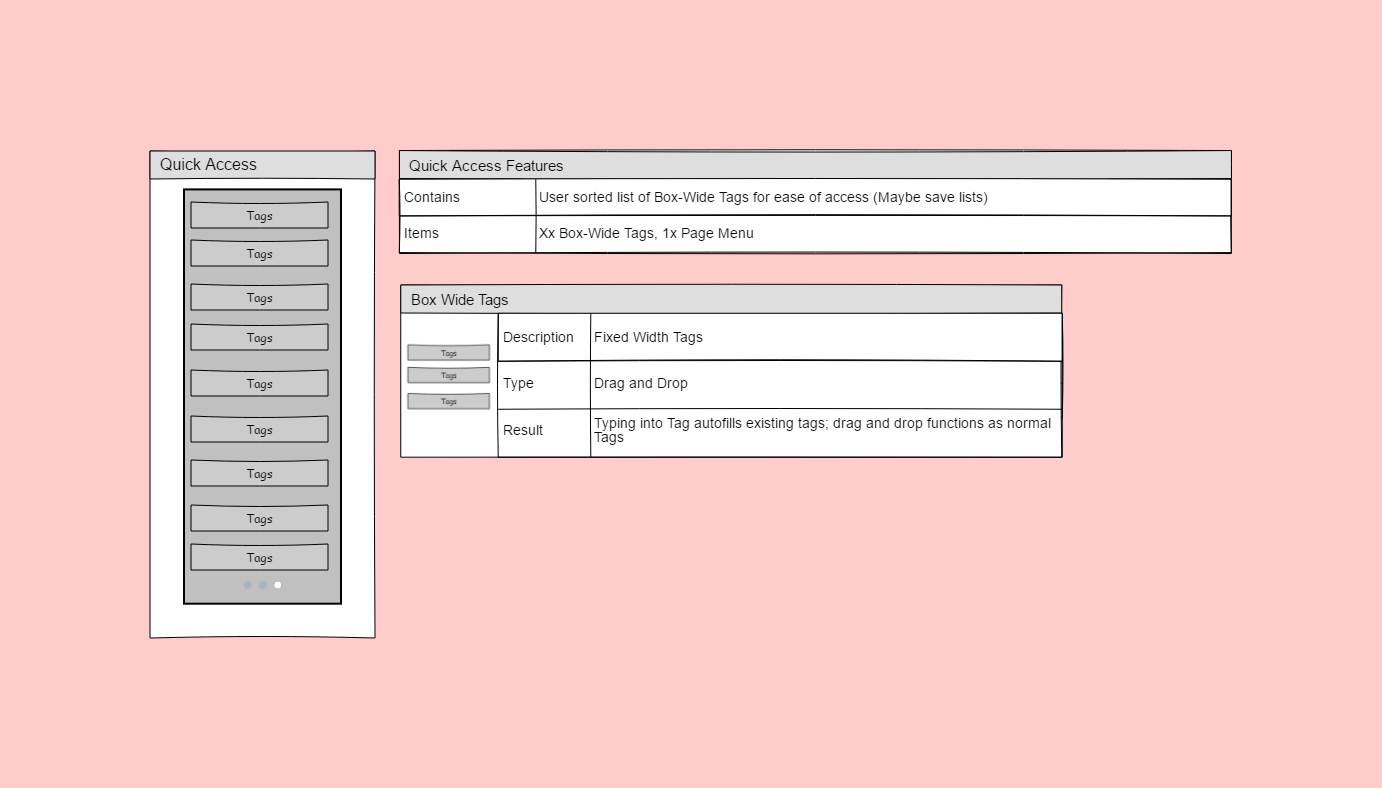 Quick Access
Tags
Tags
Tags
Tags
Tags
Tags
Tags
Tags
Tags
Quick Access Features
Contains
User sorted list of Box-Wide Tags for ease of access (Maybe save lists)
Items
Xx Box-Wide Tags, 1x Page Menu
Box Wide Tags
Tags
Tags
Tags
Description
Fixed Width Tags
Type
Drag and Drop
Result
Typing into Tag autofills existing tags; drag and drop functions as normal
Tags